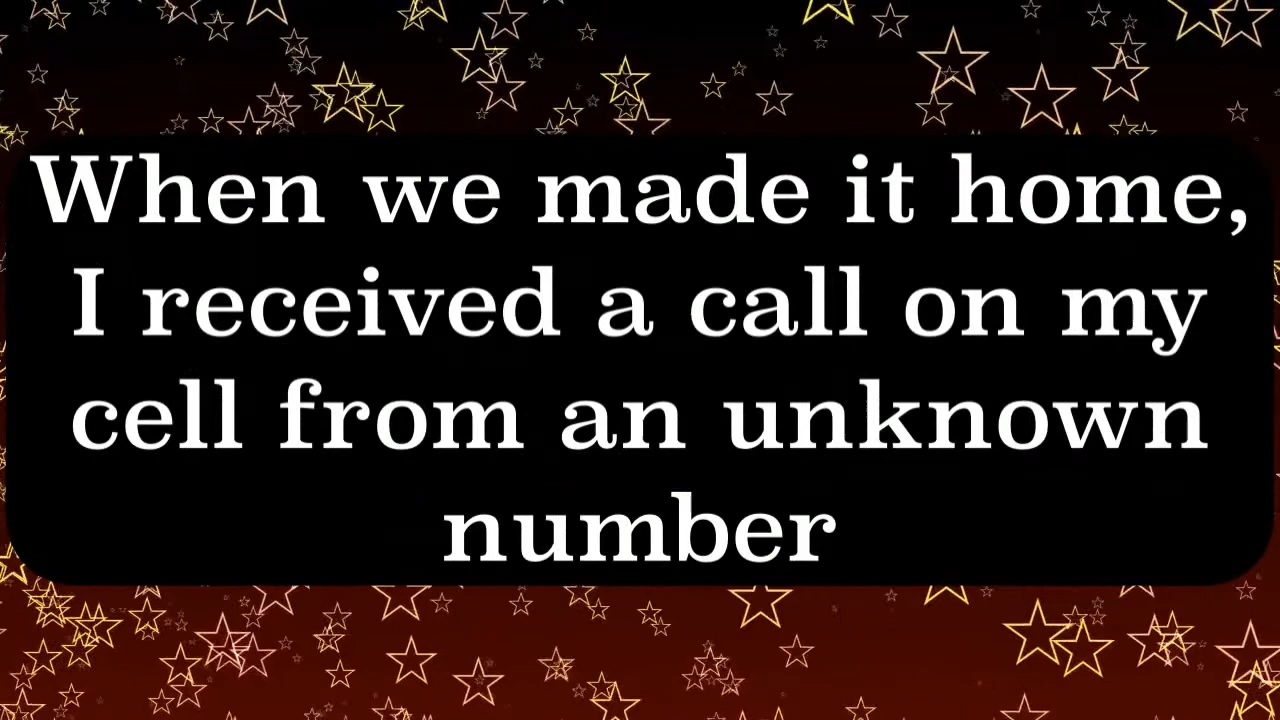 When we made it home,
I received a call on my
cell from an unknown
number